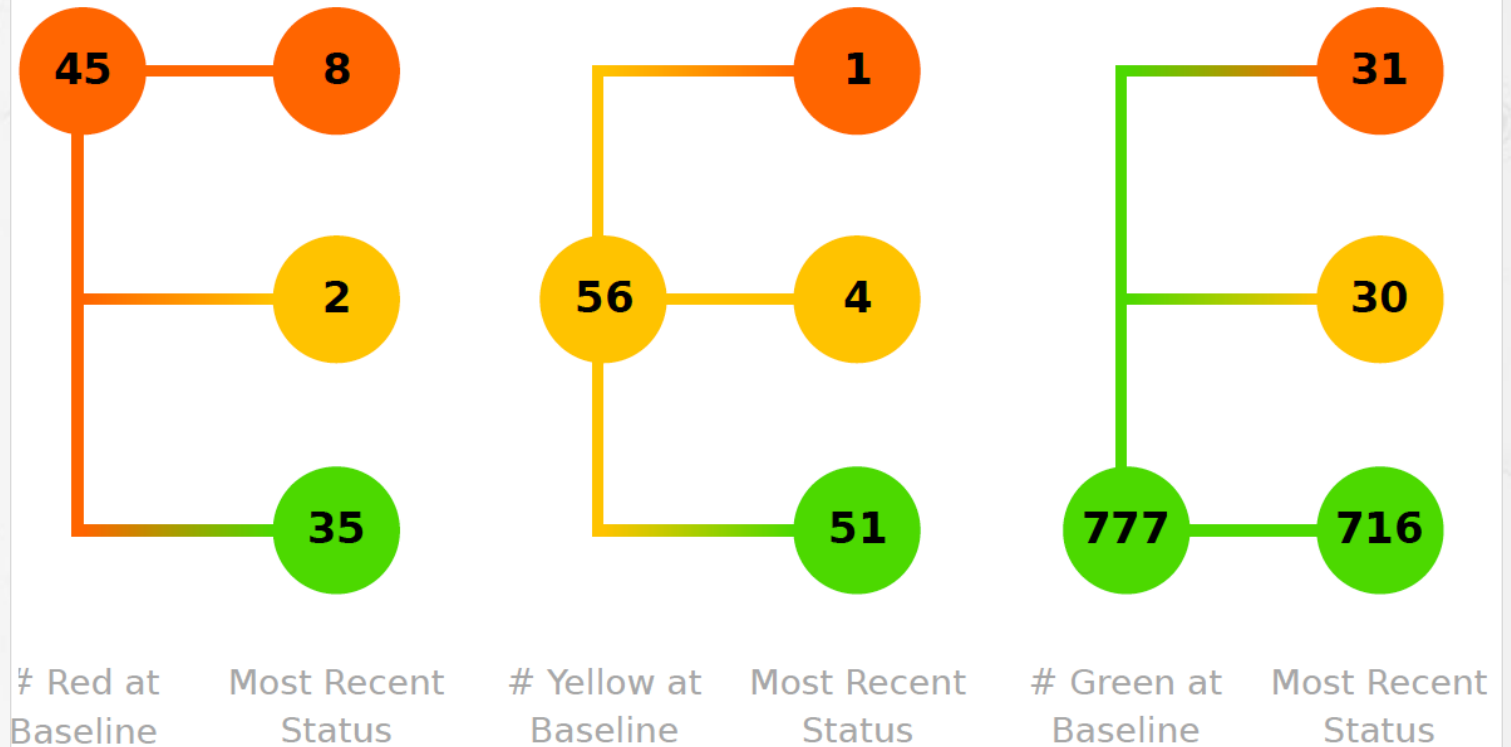 45 8 1 31
2 56 4 30
35 51 777 716
# Red at Most Recent # Yellow at Most Recent # Green at Most Recent
Baseline Status Baseline Status Baseline Status